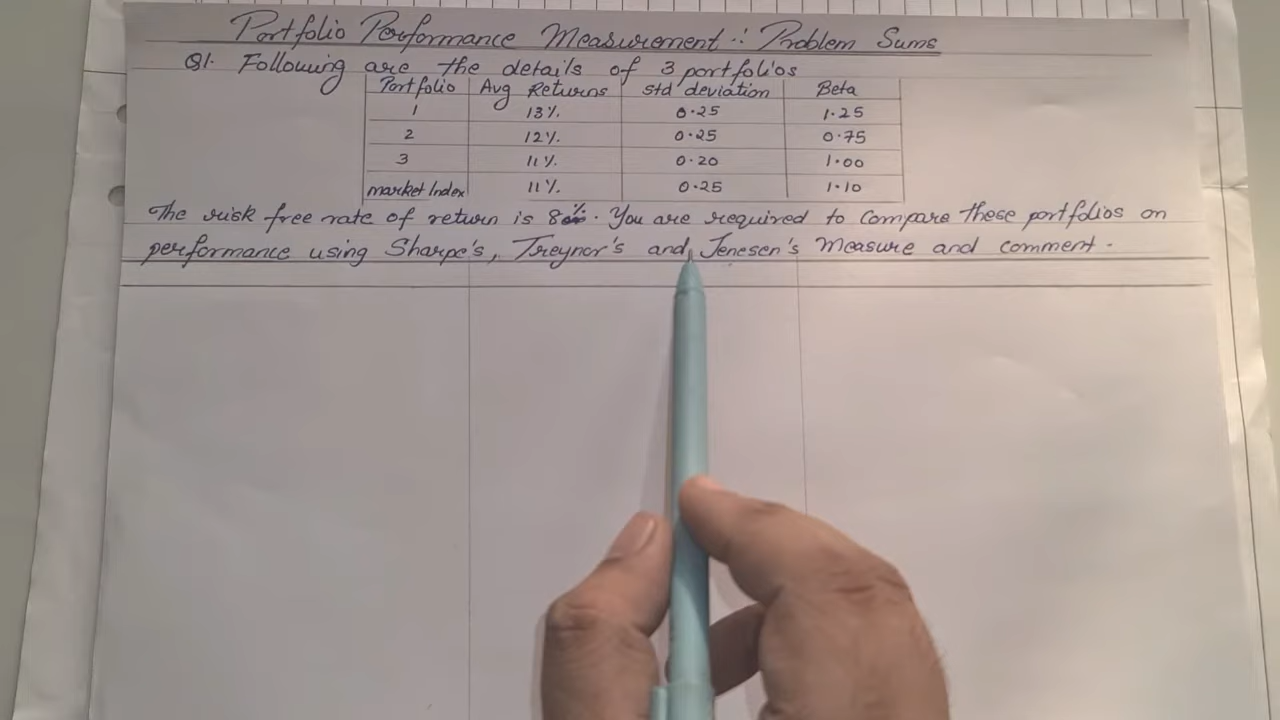 Portfolio Performance Measurement :: Problem Sums
Q1. Following are the details of 3 portfolios
Portfolio Avg Returns std deviation Beta
1 13% 0.25 1.25
2 12% 0.25 0.75
3 11% 0.20 1.00
market Index 11% 0.25 1.10
The risk free rate of return is 8%. You are required to compare these portfolios on
performance using Sharpe's, Treynor's and Jenesen's Measure and comment.